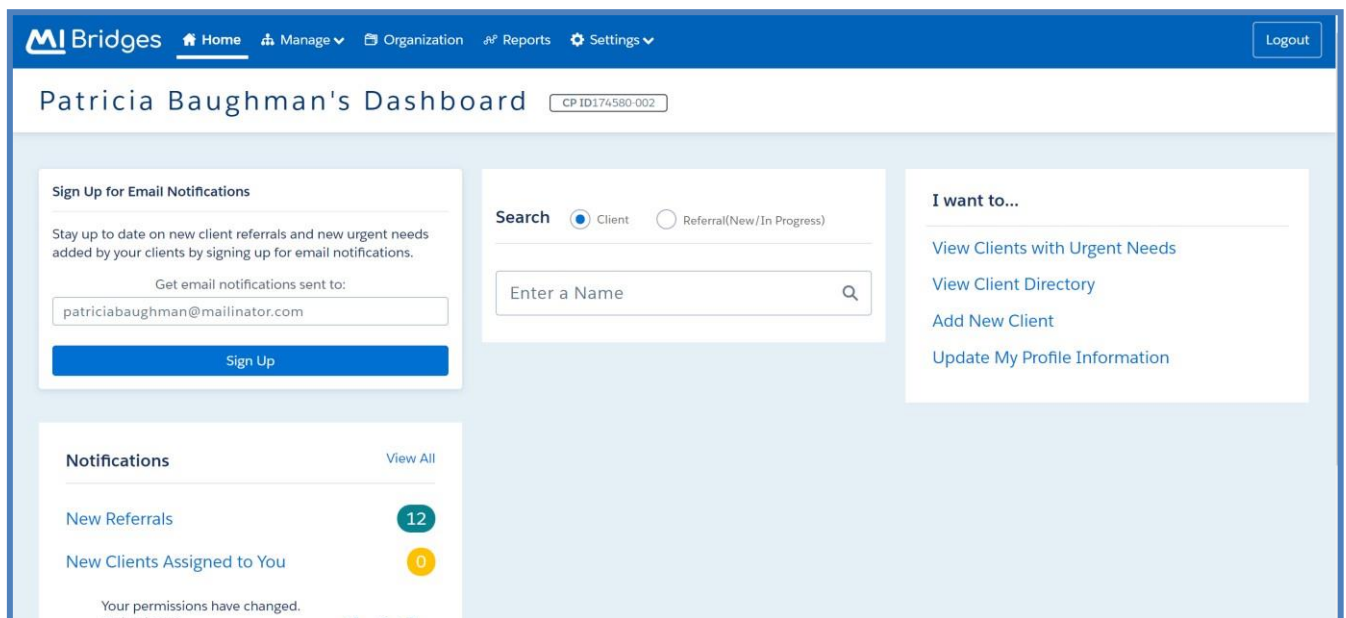 MI Bridges Home Manage Organization Reports Settings Logout
Patricia Baughman's Dashboard CP ID174580-002
Sign Up for Email Notifications
Stay up to date on new client referrals and new urgent needs
added by your clients by signing up for email notifications.
Get email notifications sent to:
patriciabaughman@mailinator.com
Sign Up
Search Client Referral(New/In Progress)
Enter a Name
I want to...
View Clients with Urgent Needs
View Client Directory
Add New Client
Update My Profile Information
Notifications View All
New Referrals 12
New Clients Assigned to You 0
Your permissions have changed.